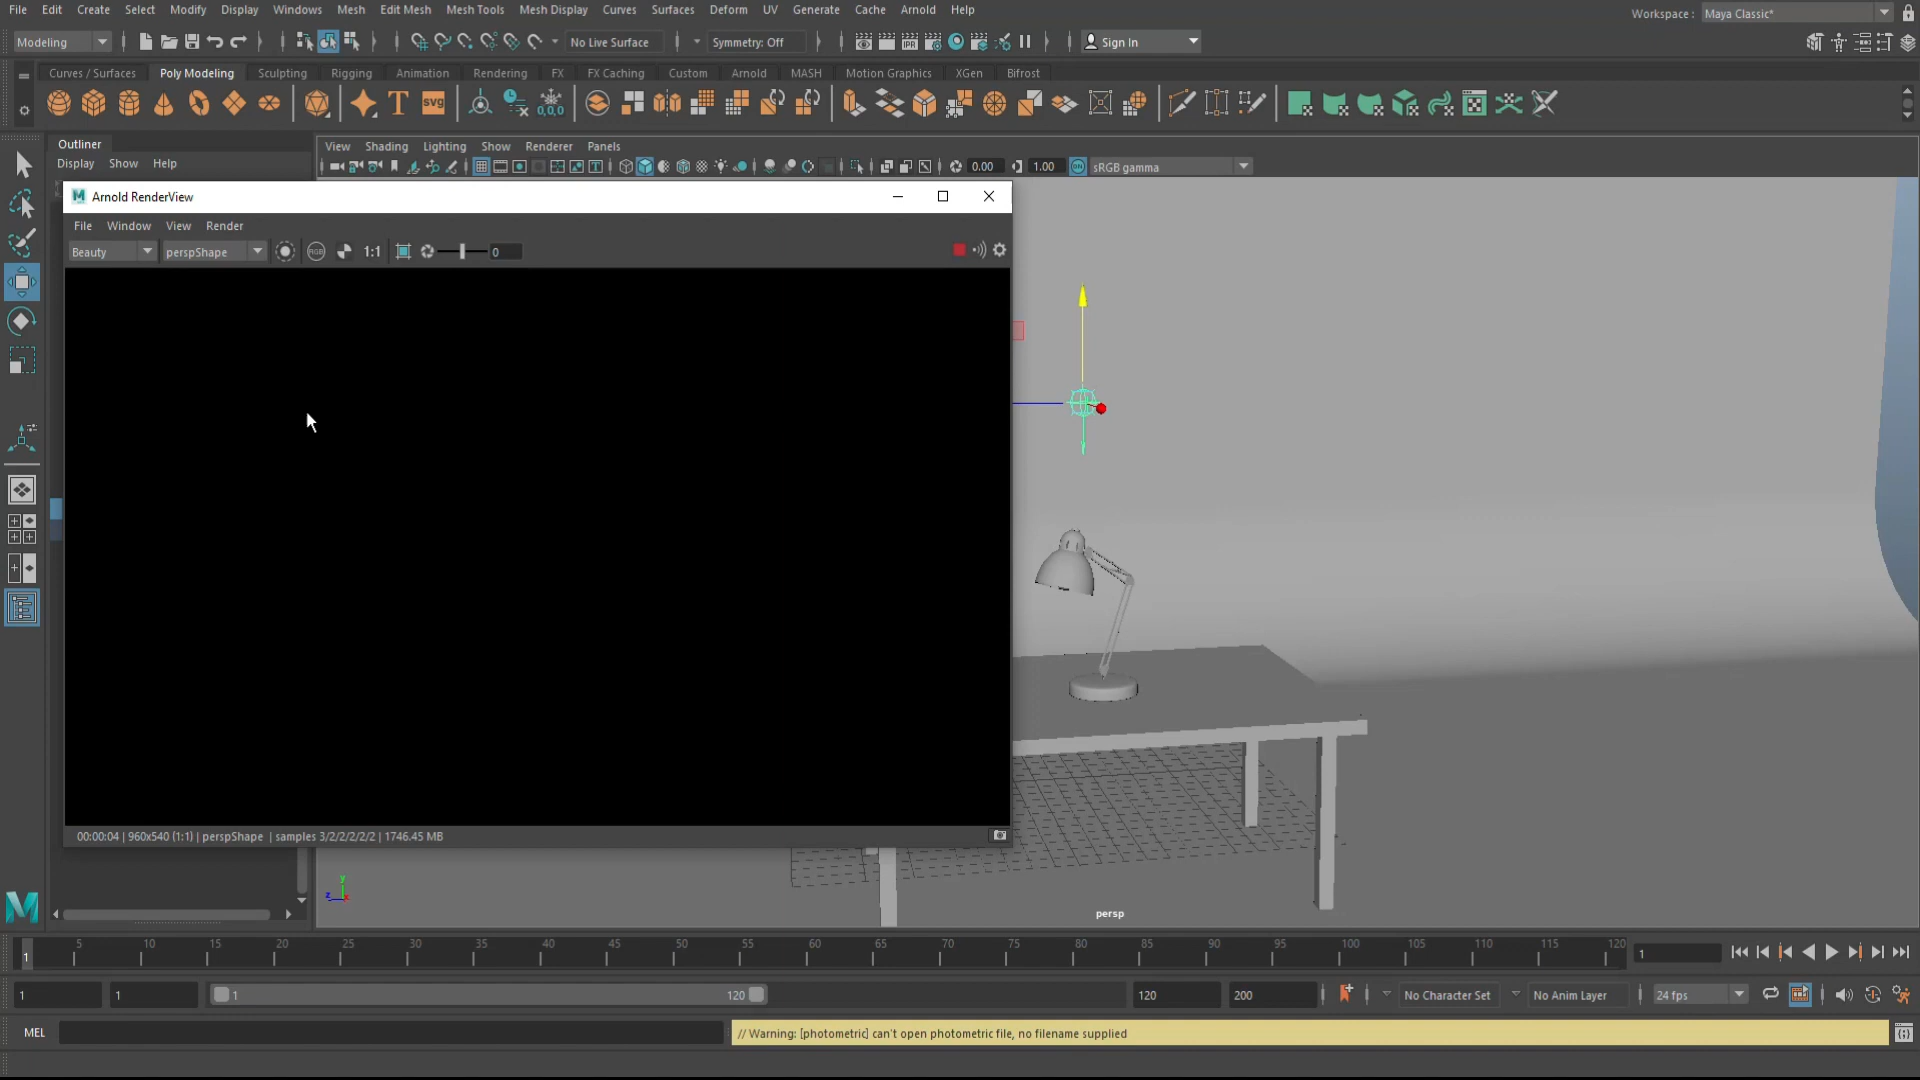 File Edit Create Select Modify Display Windows Mesh Edit Mesh Mesh Tools Mesh Display Curves Surfaces Deform UV Generate Cache Arnold Help
Workspace : Maya Classic*
Modeling No Live Surface Symmetry: Off Sign In
Curves / Surfaces Poly Modeling Sculpting Rigging Animation Rendering FX FX Caching Custom Arnold MASH Motion Graphics XGen Bifrost
T svg 0,0,0
Outliner
View Shading Lighting Show Renderer Panels
Display Show Help
0.00 1.00 ON sRGB gamma
M Arnold RenderView
File Window View Render
Beauty perspShape RGB 1:1 0
00:00:04 | 960x540 (1:1) | perspShape | samples 3/2/2/2/2/2 | 1746.45 MB
y
z x
persp
5 10 15 20 25 30 35 40 45 50 55 60 65 70 75 80 85 90 95 100 105 110 115 120
1 1
1 1 1 120 120 200 No Character Set No Anim Layer 24 fps
MEL // Warning: [photometric] can't open photometric file, no filename supplied